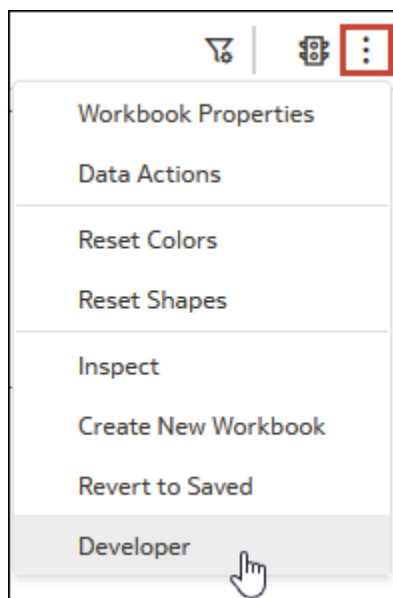 Workbook Properties
Data Actions
Reset Colors
Reset Shapes
Inspect
Create New Workbook
Revert to Saved
Developer